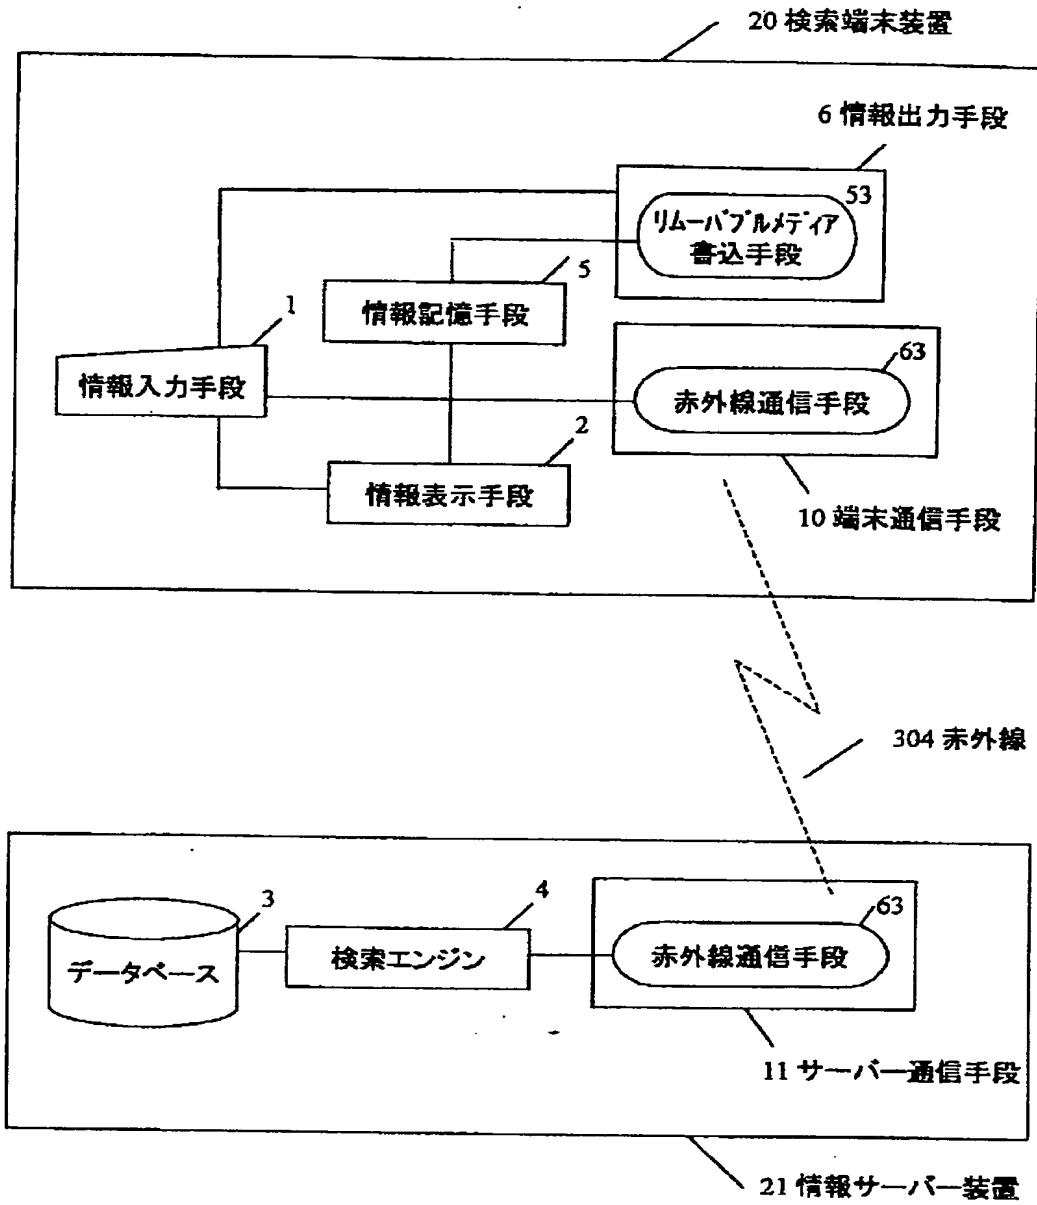 20 検索端末装置
6 情報出力手段
53
リムーバブルメディア
書込手段
5
情報記憶手段
1
情報入力手段
63
赤外線通信手段
2
情報表示手段
10 端末通信手段
304 赤外線
3
データベース
4
検索エンジン
63
赤外線通信手段
11 サーバー通信手段
21 情報サーバー装置